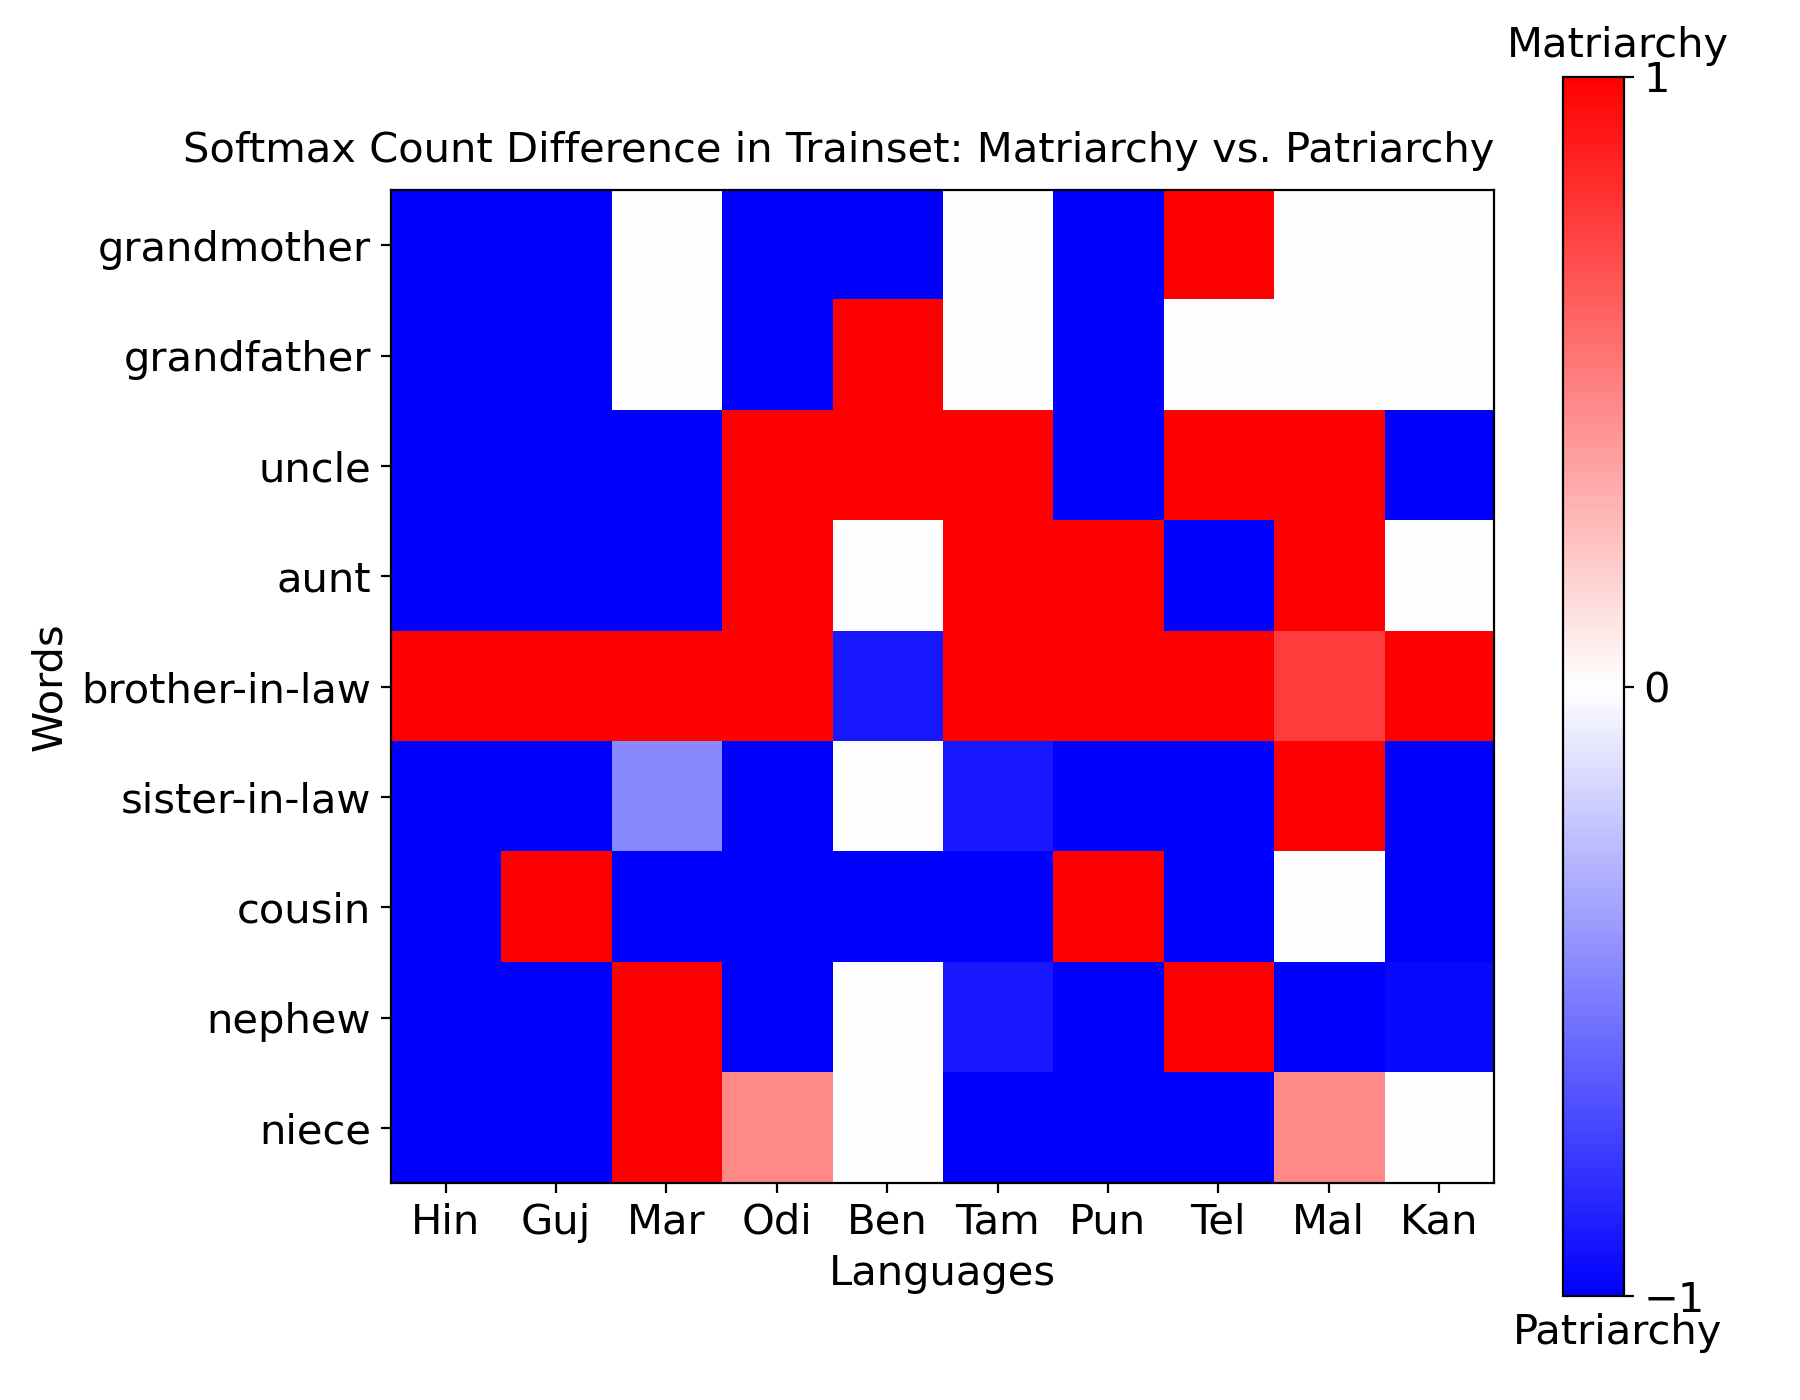 Matriarchy
1
Softmax Count Difference in Trainset: Matriarchy vs. Patriarchy
grandmother
grandfather
uncle
aunt
brother-in-law
sister-in-law
cousin
nephew
niece
Words
0
Hin Guj Mar Odi Ben Tam Pun Tel Mal Kan
Languages
−1
Patriarchy